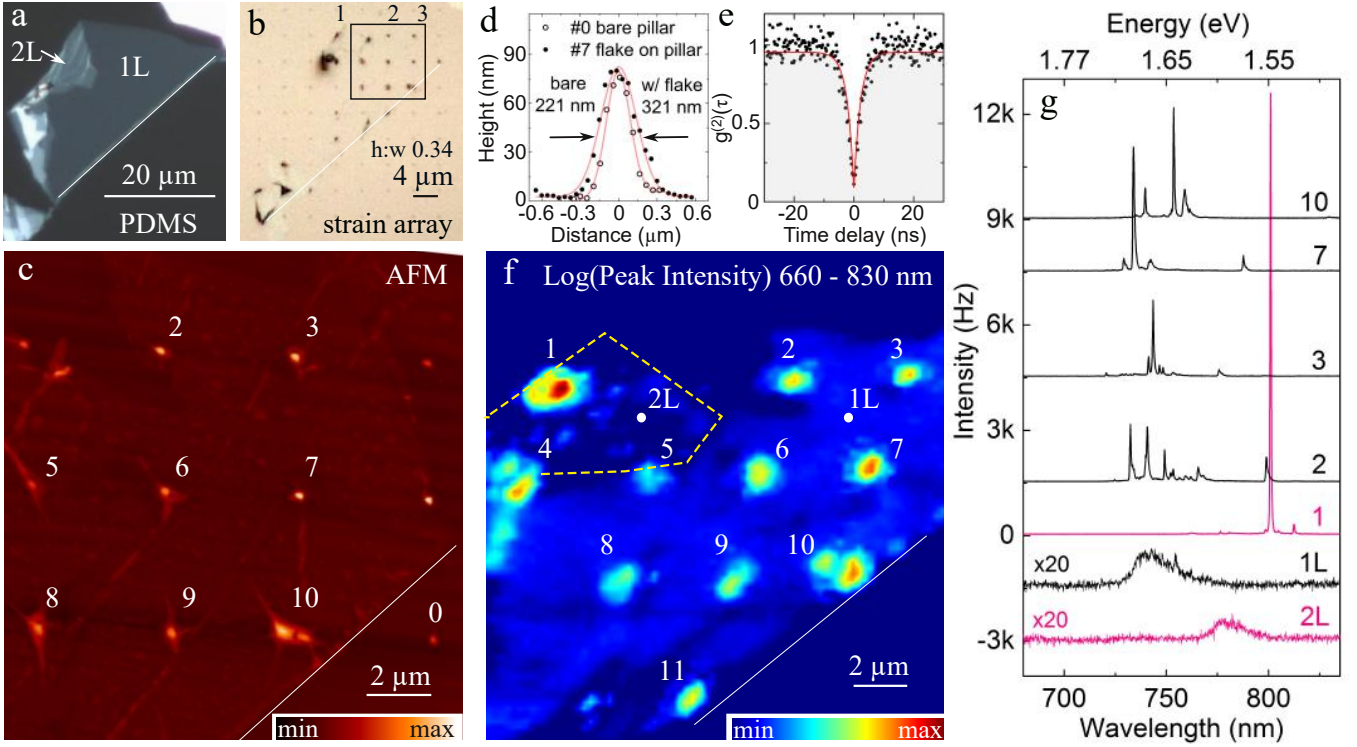 a
2L
1L
20 µm
PDMS
b
1 2 3
h:w 0.34
4 µm
strain array
d
#0 bare pillar
#7 flake on pillar
bare
221 nm
w/ flake
321 nm
Height (nm)
90
60
30
0
-0.6 -0.3 0 0.3 0.6
Distance (µm)
e
g(2)(τ)
1
0.5
0
-20 0 20
Time delay (ns)
c
AFM
2 3
5 6 7
8 9 10 0
2 µm
min max
f
Log(Peak Intensity) 660 - 830 nm
1 2 3
2L 1L
4 5 6 7
8 9 10
11
2 µm
min max
g
Energy (eV)
1.77 1.65 1.55
Intensity (Hz)
12k
9k
6k
3k
0
-3k
10
7
3
2
1
x20 1L
x20 2L
700 750 800
Wavelength (nm)